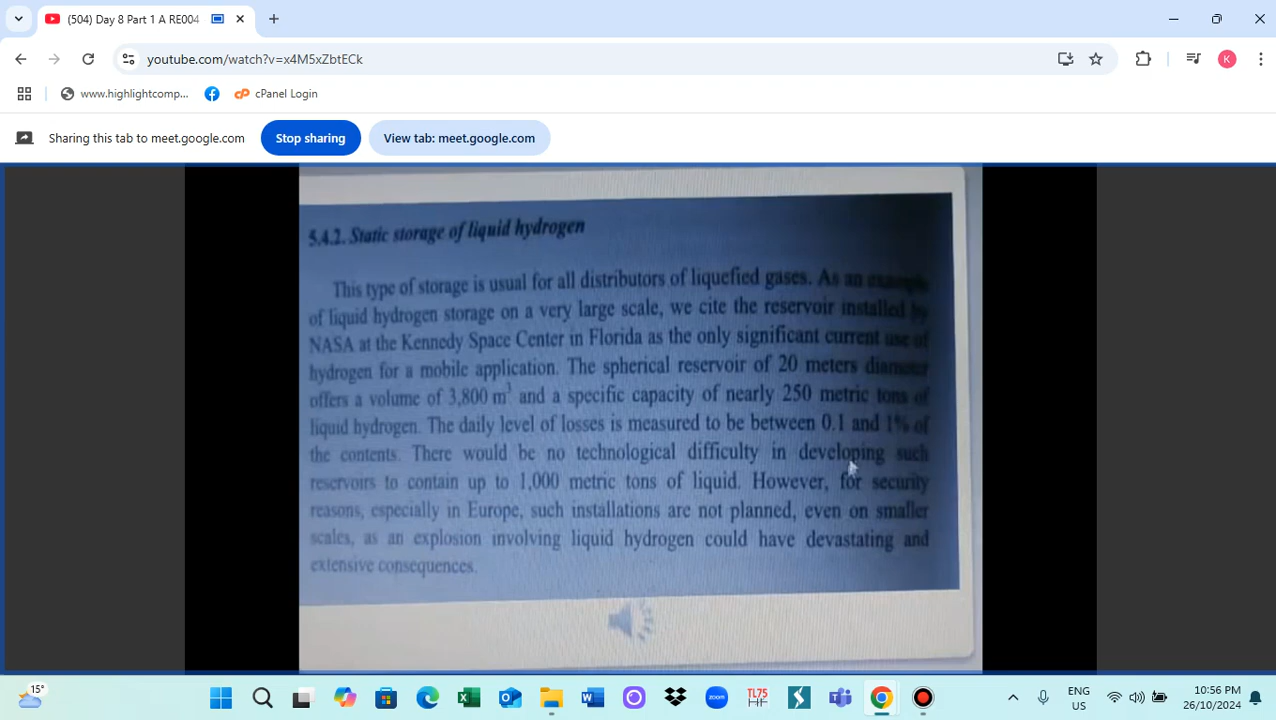 (504) Day 8 Part 1 A RE004
youtube.com/watch?v=x4M5xZbtECk
K
www.highlightcomp...
cPanel Login
Sharing this tab to meet.google.com
Stop sharing
View tab: meet.google.com
5.4.2. Static storage of liquid hydrogen
This type of storage is usual for all distributors of liquefied gases. As an example
of liquid hydrogen storage on a very large scale, we cite the reservoir installed by
NASA at the Kennedy Space Center in Florida as the only significant current use of
hydrogen for a mobile application. The spherical reservoir of 20 meters diameter
offers a volume of 3,800 m³ and a specific capacity of nearly 250 metric tons of
liquid hydrogen. The daily level of losses is measured to be between 0.1 and 1% of
the contents. There would be no technological difficulty in developing such
reservoirs to contain up to 1,000 metric tons of liquid. However, for security
reasons, especially in Europe, such installations are not planned, even on smaller
scales, as an explosion involving liquid hydrogen could have devastating and
extensive consequences.
15°
zoom
TL75
ENG
US
10:56 PM
26/10/2024